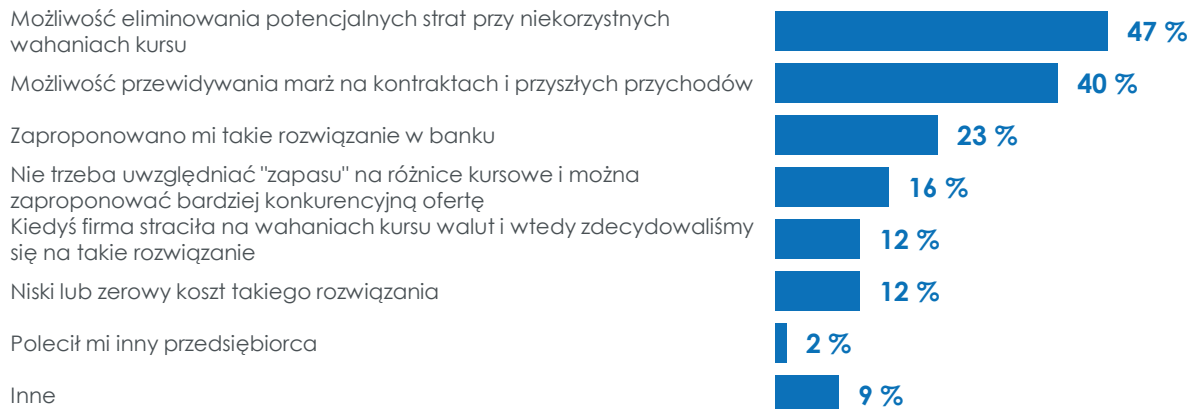 Możliwość eliminowania potencjalnych strat przy niekorzystnych
wahaniach kursu
47 %
Możliwość przewidywania marż na kontraktach i przyszłych przychodów
40 %
Zaproponowano mi takie rozwiązanie w banku
23 %
Nie trzeba uwzględniać "zapasu" na różnice kursowe i można
zaproponować bardziej konkurencyjną ofertę
16 %
Kiedyś firma straciła na wahaniach kursu walut i wtedy zdecydowaliśmy
się na takie rozwiązanie
12 %
Niski lub zerowy koszt takiego rozwiązania
12 %
Polecił mi inny przedsiębiorca
2 %
Inne
9 %